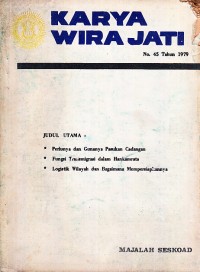 KARYA
WIRA JATI
No. 45 Tahun 1979
JUDUL UTAMA :
* Perlunya dan Gunanya Pasukan Cadangan
* Fungsi Transmigrasi dalam Hankamrata
* Logistik Wilayah dan Bagaimana Mempersiapkannya
MAJALAH SESKOAD